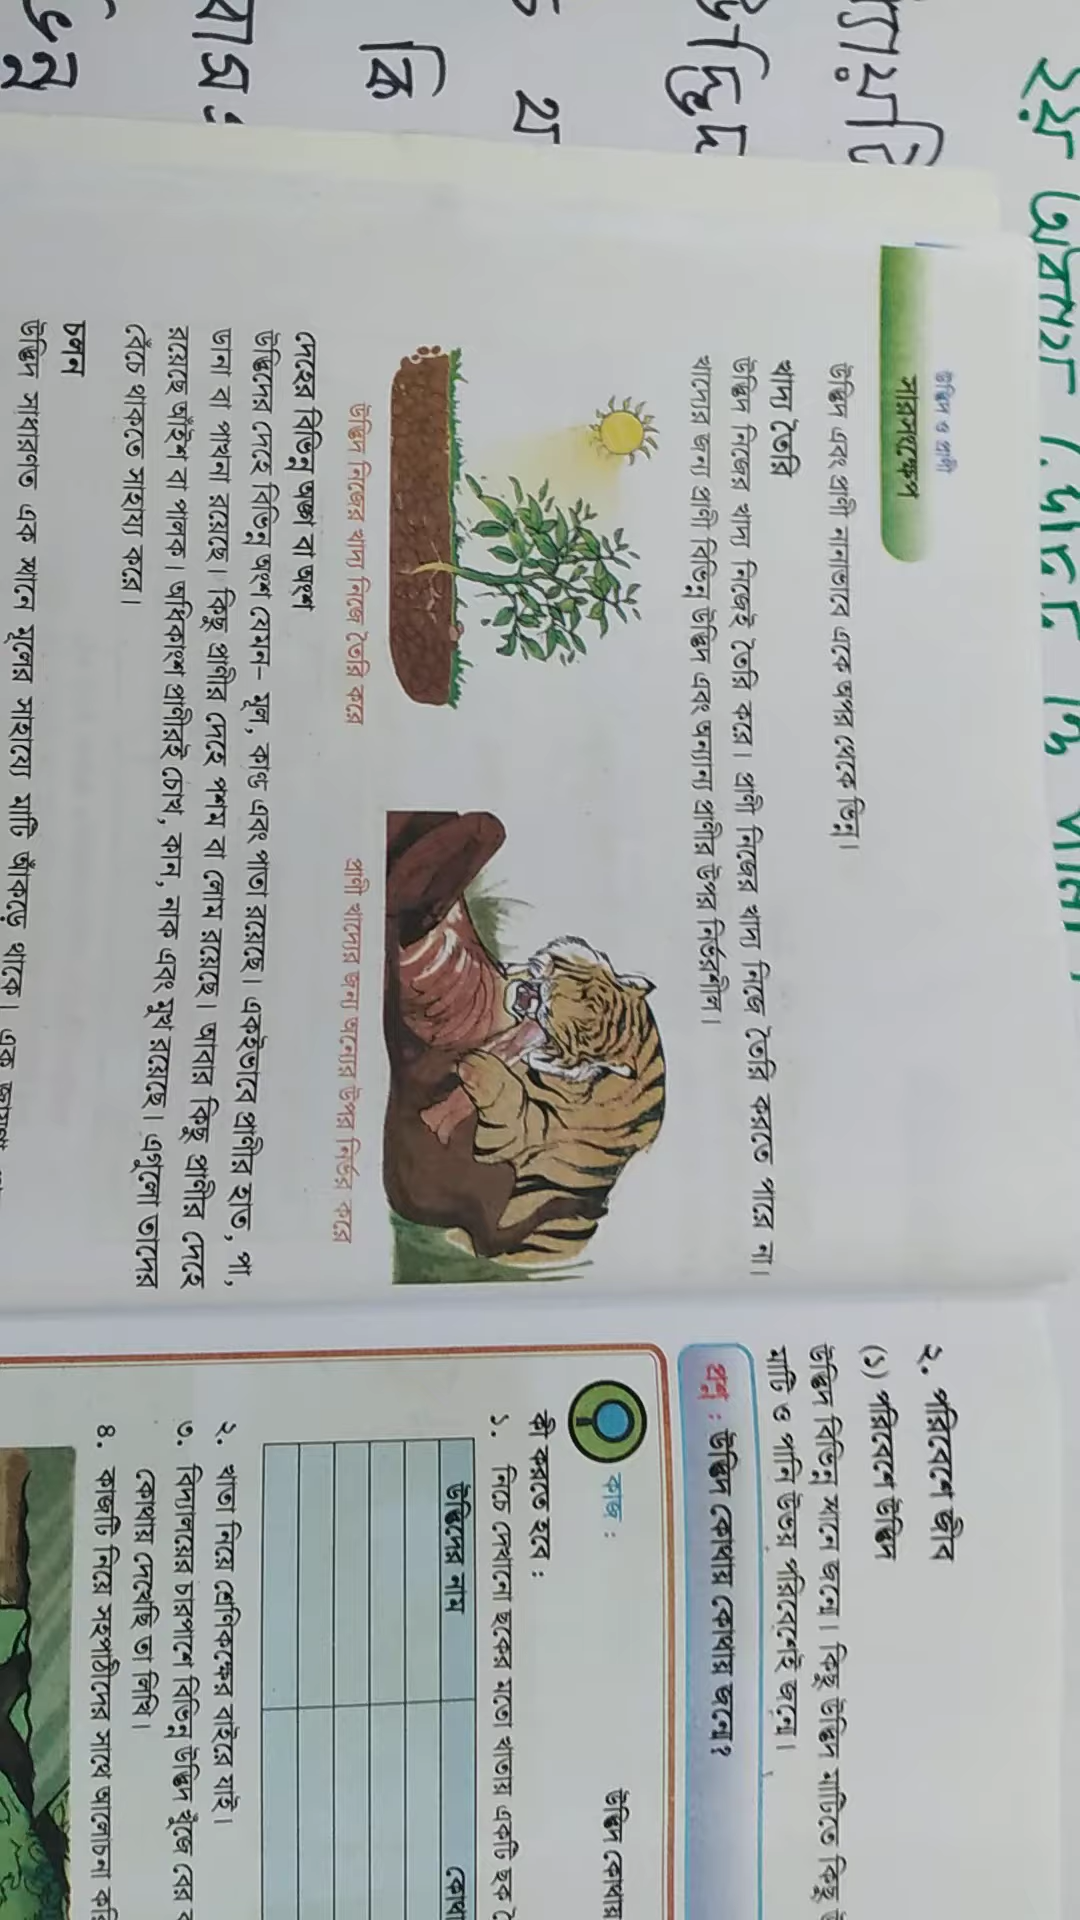 উদ্ভিদ ও প্রাণী
সারসংক্ষেপ
উদ্ভিদ এবং প্রাণী নানাভাবে একে অপর থেকে ভিন্ন।
খাদ্য তৈরি
উদ্ভিদ নিজের খাদ্য নিজেই তৈরি করে। প্রাণী নিজের খাদ্য নিজে তৈরি করতে পারে না।
খাদ্যের জন্য প্রাণী বিভিন্ন উদ্ভিদ এবং অন্যান্য প্রাণীর উপর নির্ভরশীল।
উদ্ভিদ নিজের খাদ্য নিজে তৈরি করে
প্রাণী খাদ্যের জন্য অন্যের উপর নির্ভর করে
দেহের বিভিন্ন অঙ্গ বা অংশ
উদ্ভিদের দেহে বিভিন্ন অংশ যেমন- মূল, কাণ্ড এবং পাতা রয়েছে। একইভাবে প্রাণীর হাত, পা,
ডানা বা পাখনা রয়েছে। কিছু প্রাণীর দেহে পশম বা লোম রয়েছে। আবার কিছু প্রাণীর দেহে
রয়েছে আঁইশ বা পালক। অধিকাংশ প্রাণীরই চোখ, কান, নাক এবং মুখ রয়েছে। এগুলো তাদের
বেঁচে থাকতে সাহায্য করে।
চলন
উদ্ভিদ সাধারণত এক স্থানে মূলের সাহায্যে মাটি আঁকড়ে থাকে। এক
২. পরিবেশে জীব
(১) পরিবেশে উদ্ভিদ
উদ্ভিদ বিভিন্ন স্থানে জন্মে। কিছু উদ্ভিদ মাটিতে কিছু
মাটি ও পানি উভয় পরিবেশেই জন্মে।
প্রশ্ন : উদ্ভিদ কোথায় কোথায় জন্মে?
কাজ :
উদ্ভিদ কোথায়
কী করতে হবে :
১. নিচে দেখানো ছকের মতো খাতায় একটি ছক
উদ্ভিদের নাম
২. খাতা নিয়ে শ্রেণিকক্ষের বাইরে যাই।
৩. বিদ্যালয়ের চারপাশে বিভিন্ন উদ্ভিদ খুঁজে বের
কোথায় দেখেছি তা লিখি।
৪. কাজটি নিয়ে সহপাঠীদের সাথে আলোচনা করি